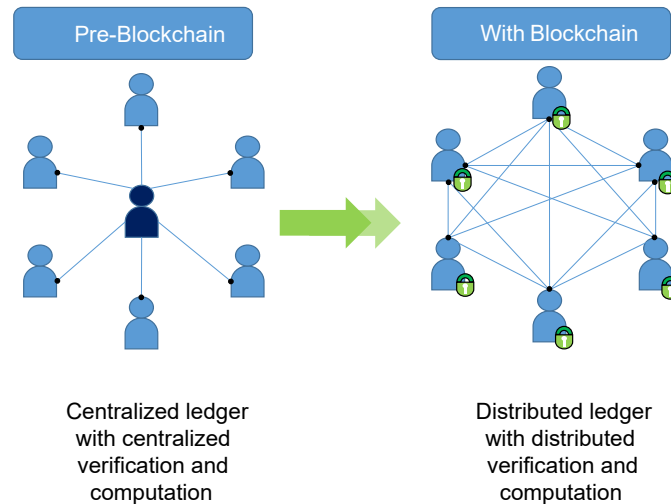 Pre-Blockchain
With Blockchain
Centralized ledger
with centralized
verification and
computation
Distributed ledger
with distributed
verification and
computation